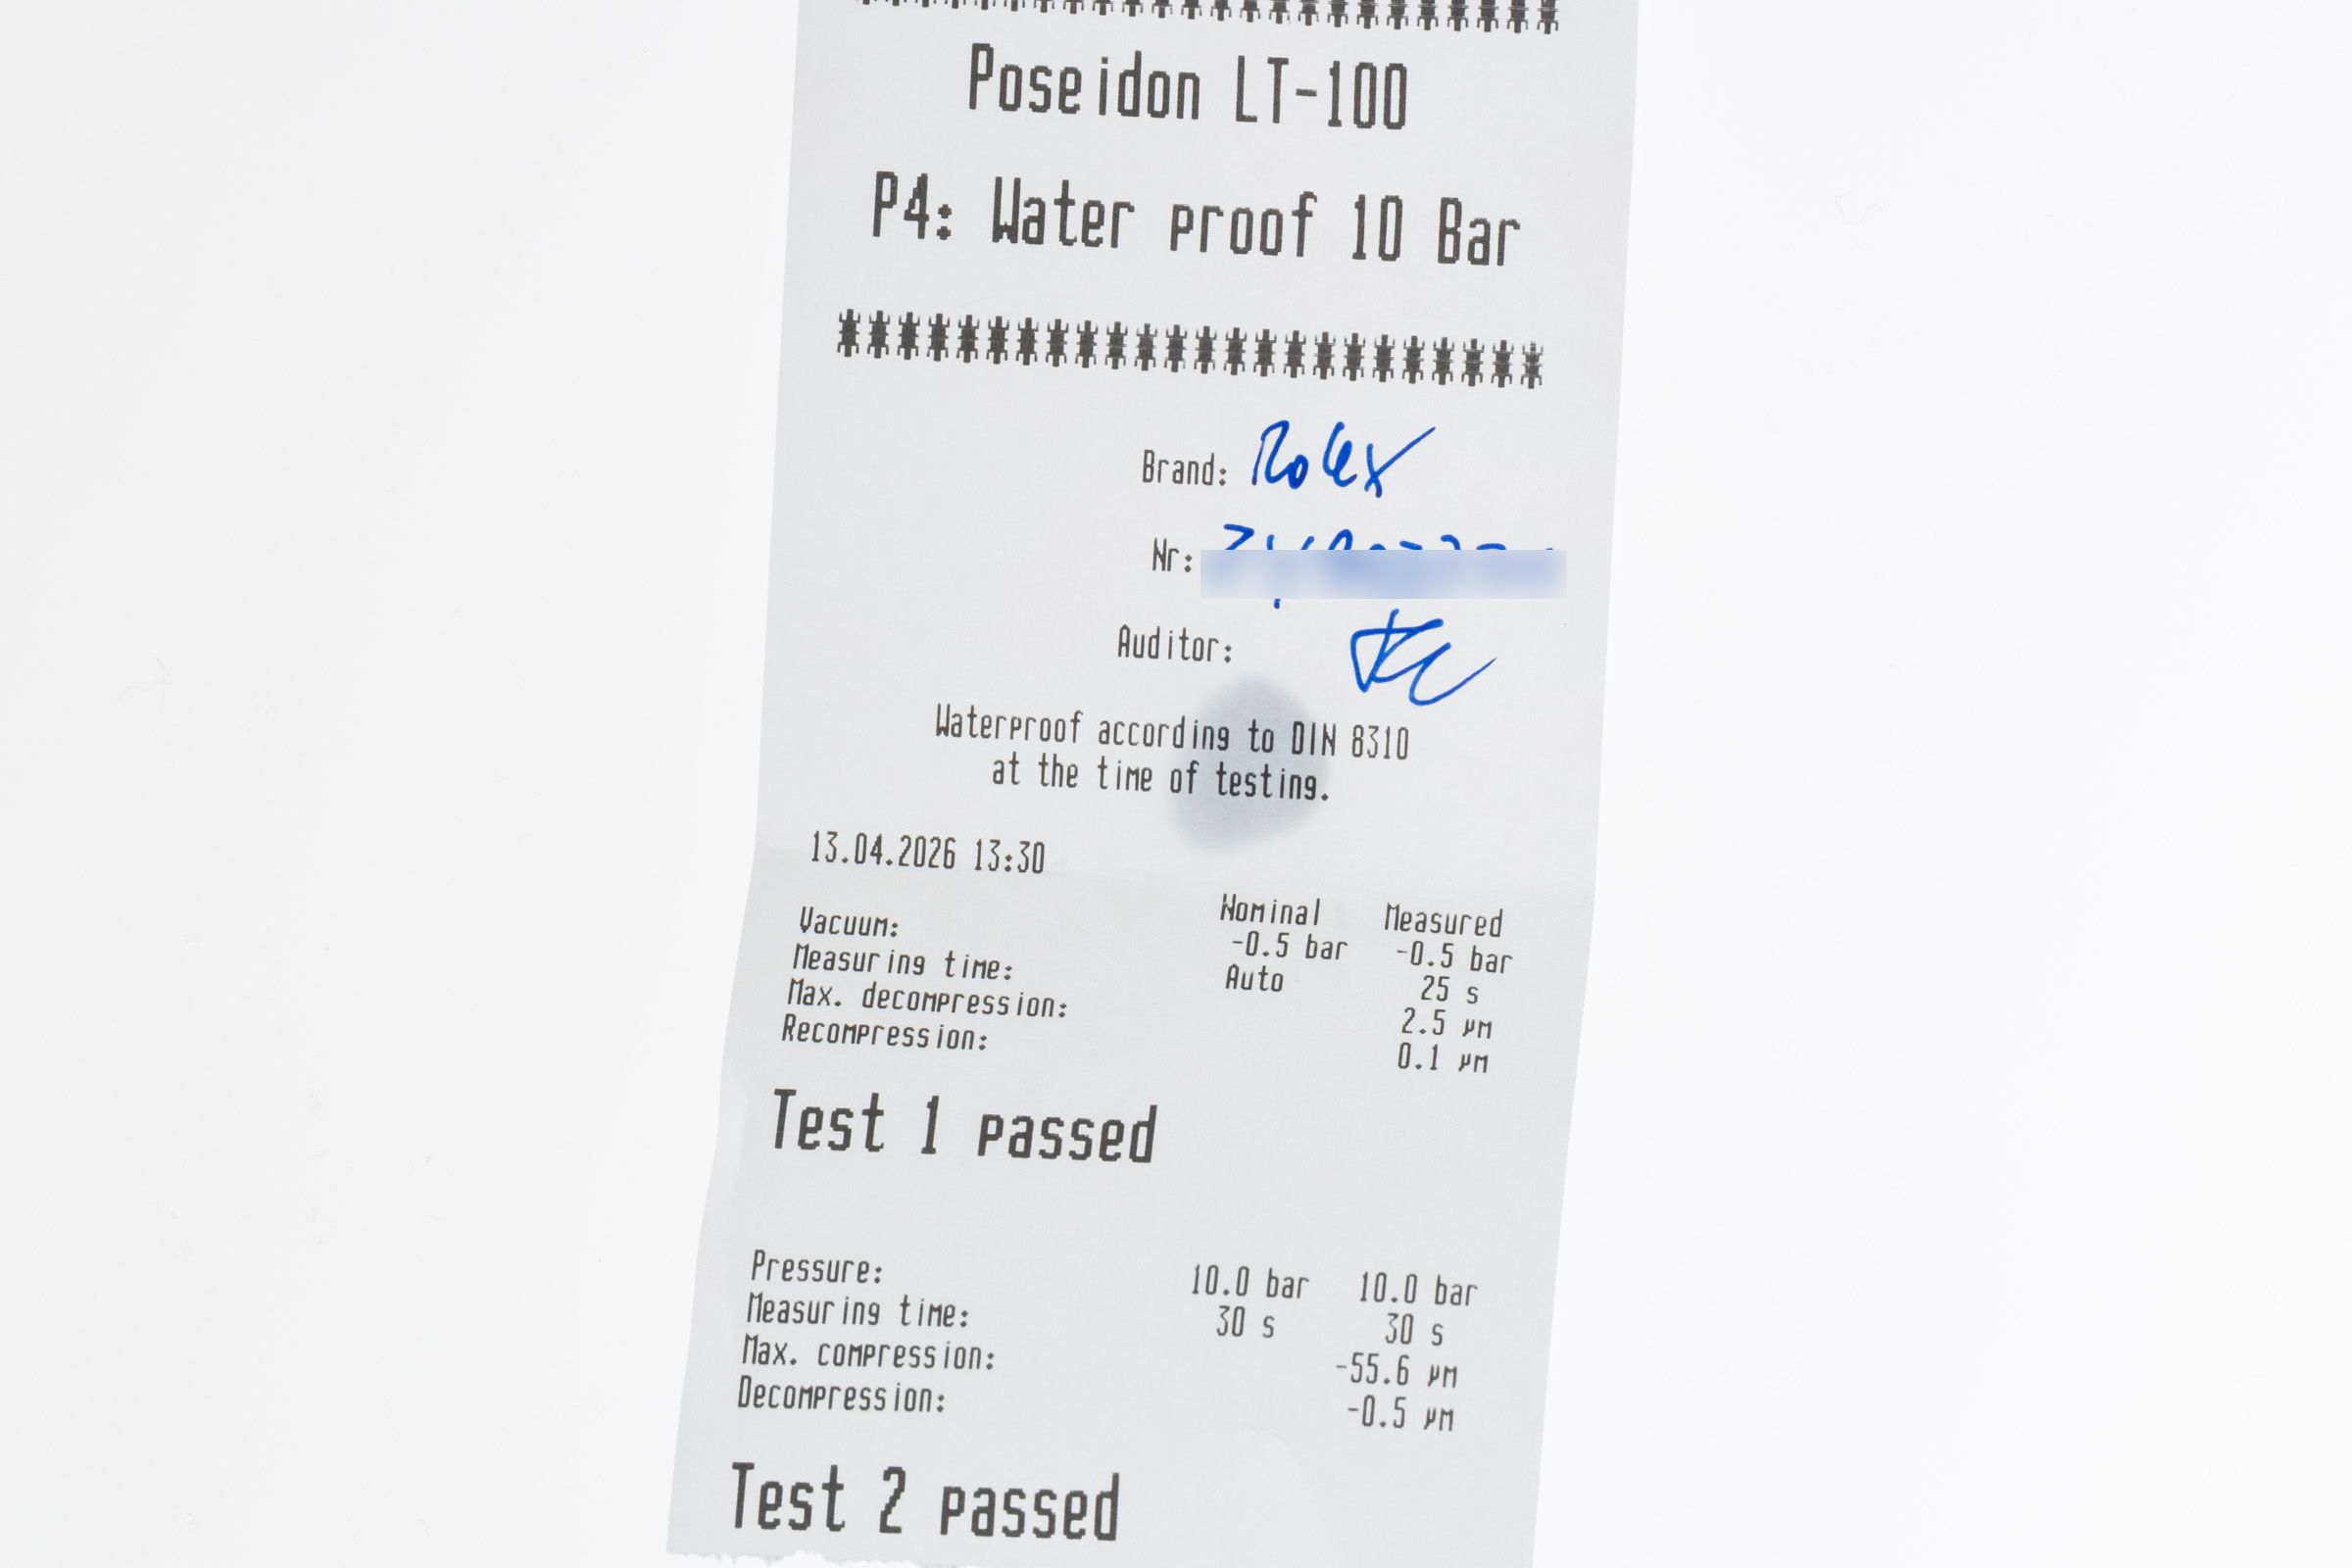 Poseidon LT-100
P4: Water proof 10 Bar
Brand: Rolex
Nr:
Auditor:
Waterproof according to DIN 8310
at the time of testing.
13.04.2026 13:30
Nominal Measured
Vacuum: -0.5 bar -0.5 bar
Measuring time: Auto 25 s
Max. decompression: 2.5 µm
Recompression: 0.1 µm
Test 1 passed
Pressure: 10.0 bar 10.0 bar
Measuring time: 30 s 30 s
Max. compression: -55.6 µm
Decompression: -0.5 µm
Test 2 passed